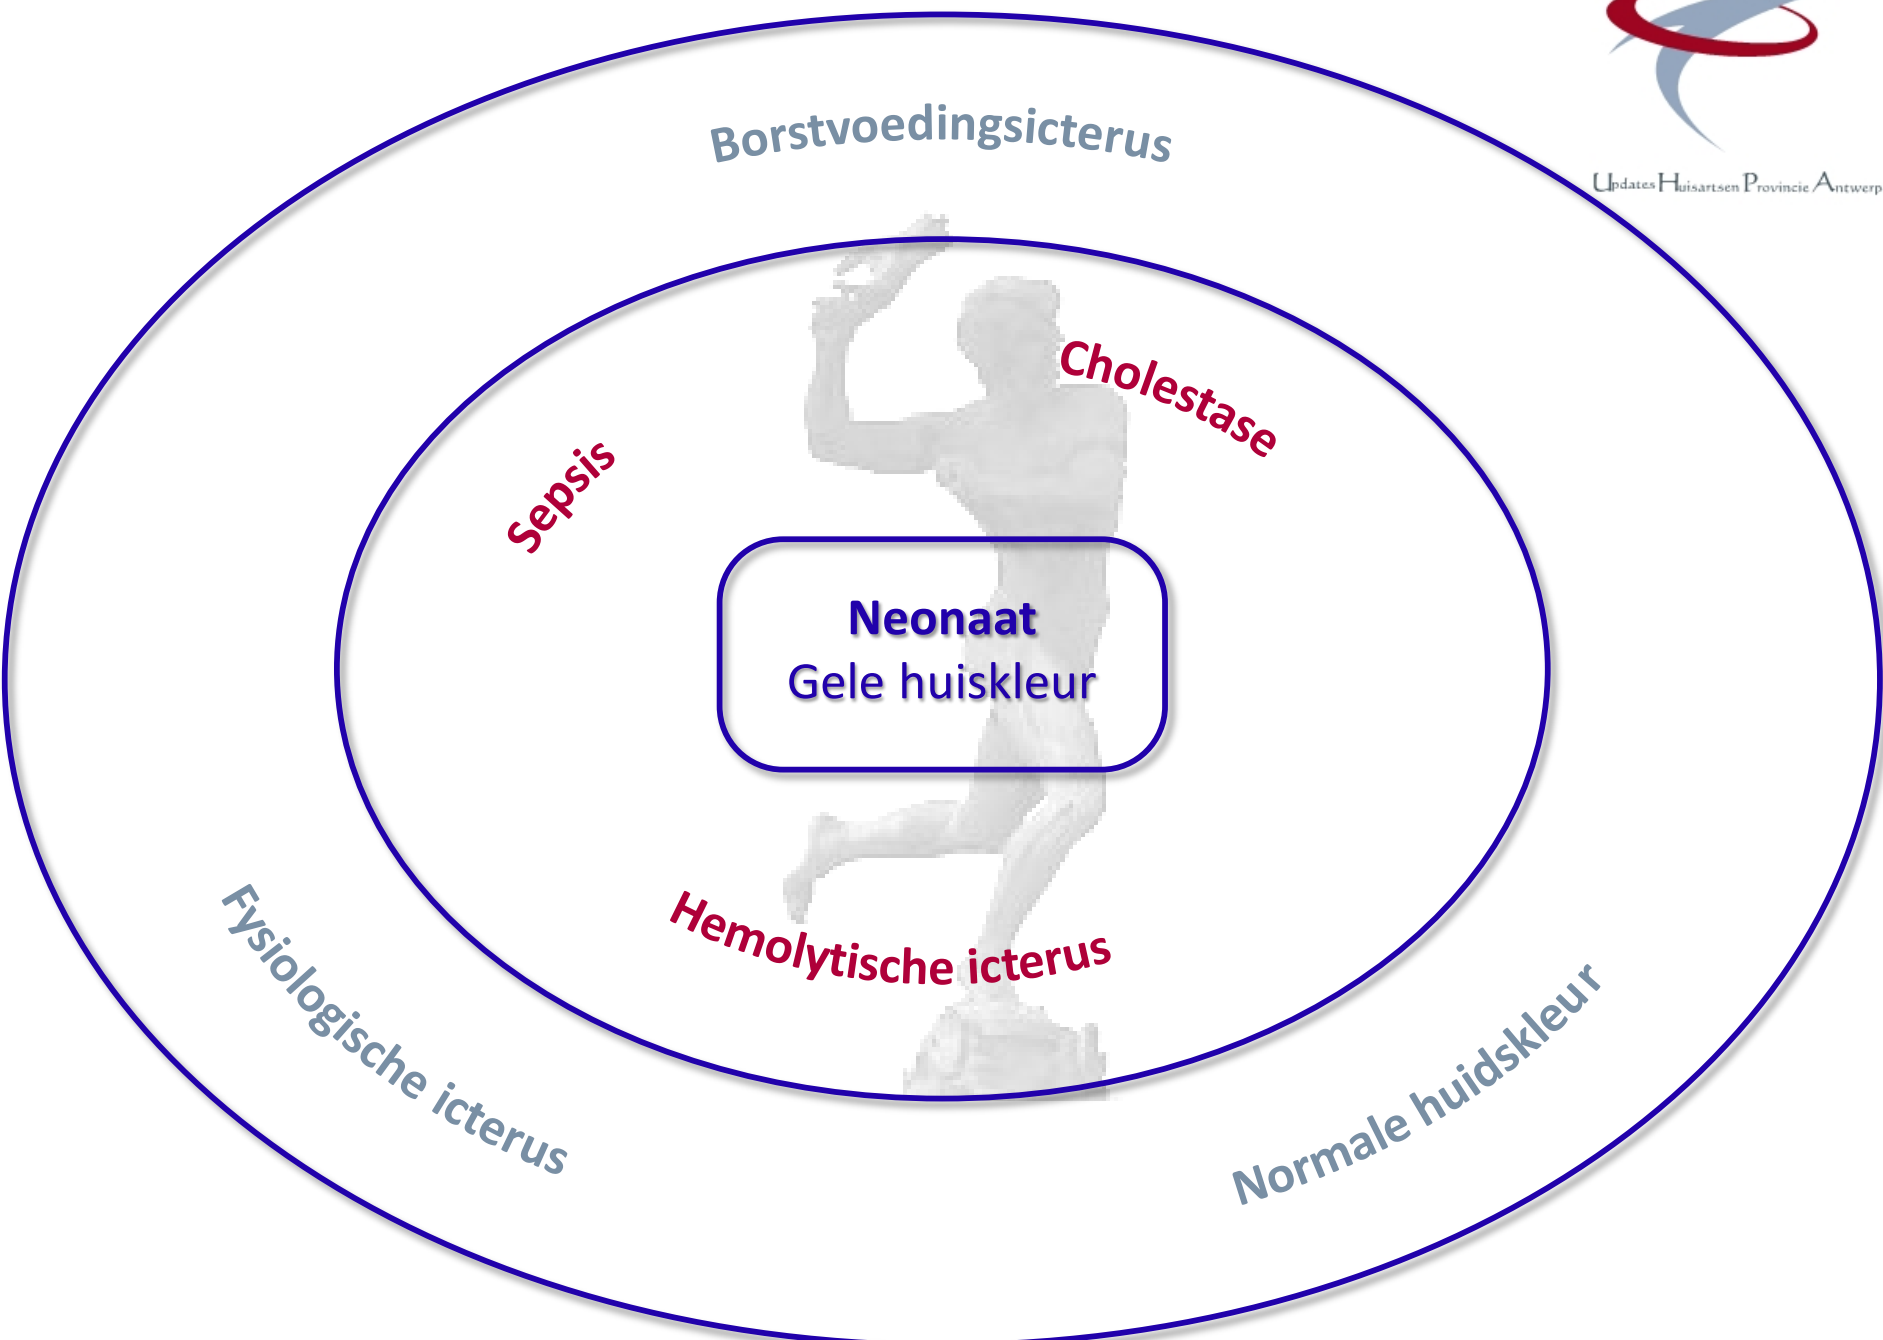 Borstvoedingsicterus
Updates Huisartsen Provincie Antwerp
Cholestase
Sepsis
Neonaat
Gele huiskleur
Hemolytische icterus
Fysiologische icterus
Normale huidskleur